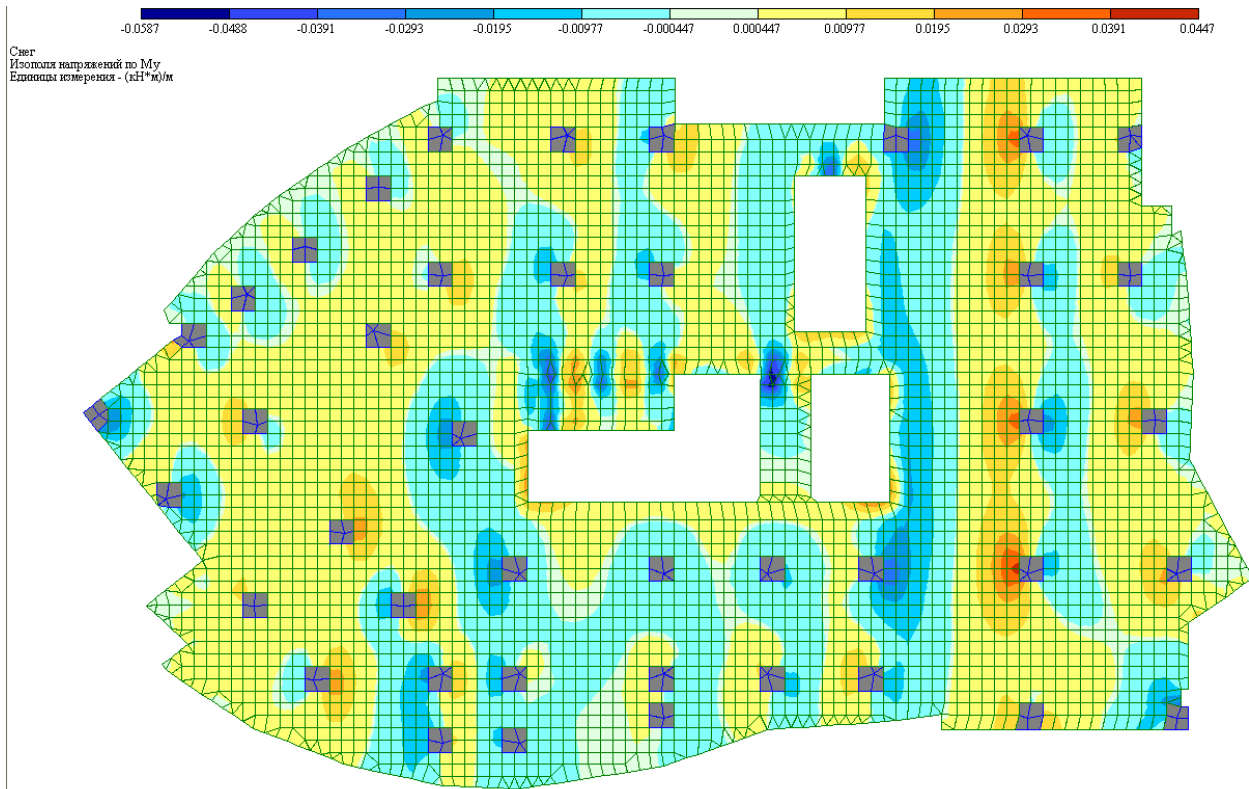 -0.0587 -0.0488 -0.0391 -0.0293 -0.0195 -0.00977 -0.000447 0.000447 0.00977 0.0195 0.0293 0.0391 0.0447
Снег
Изополя напряжений по My
Единицы измерения - (кН*м)/м